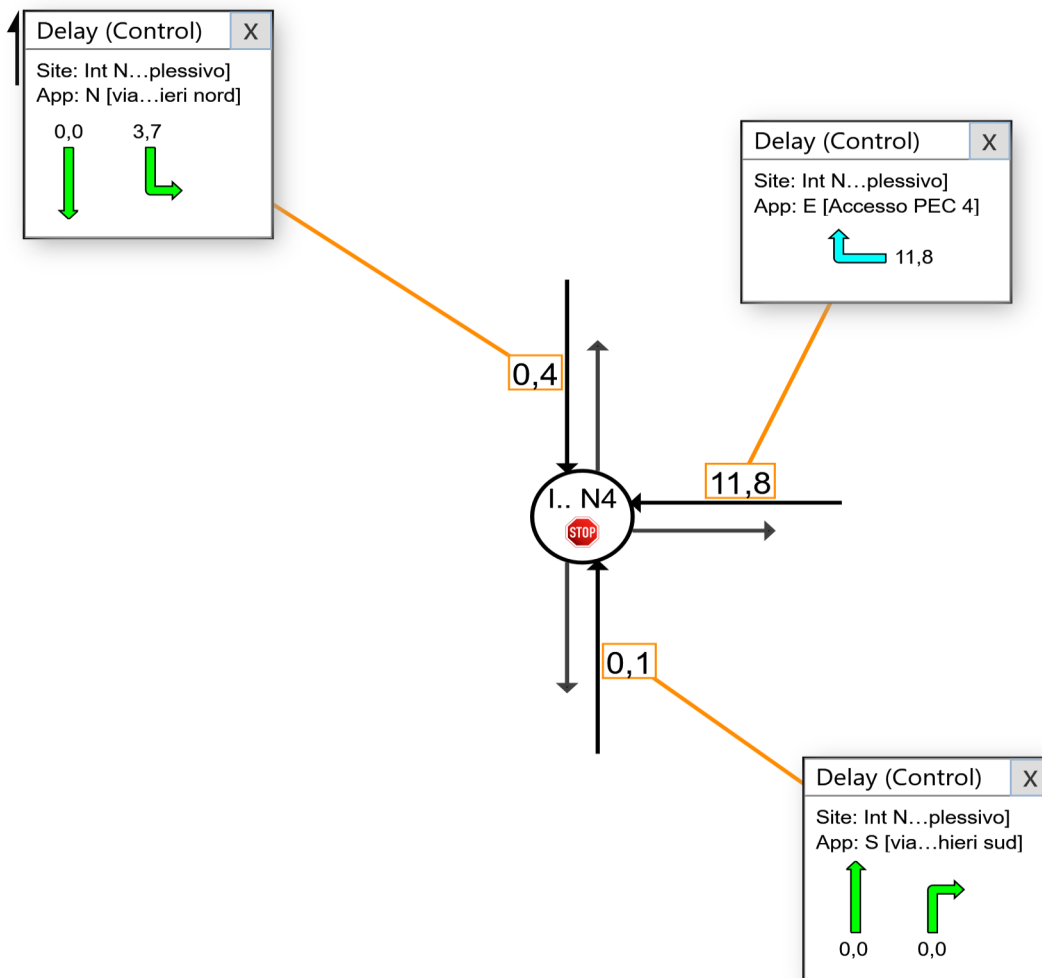 Delay (Control) X
Site: Int N...plessivo]
App: N [via...ieri nord]
0,0 3,7
Delay (Control) X
Site: Int N...plessivo]
App: E [Accesso PEC 4]
11,8
0,4
11,8
I.. N4
STOP
0,1
Delay (Control) X
Site: Int N...plessivo]
App: S [via...hieri sud]
0,0 0,0